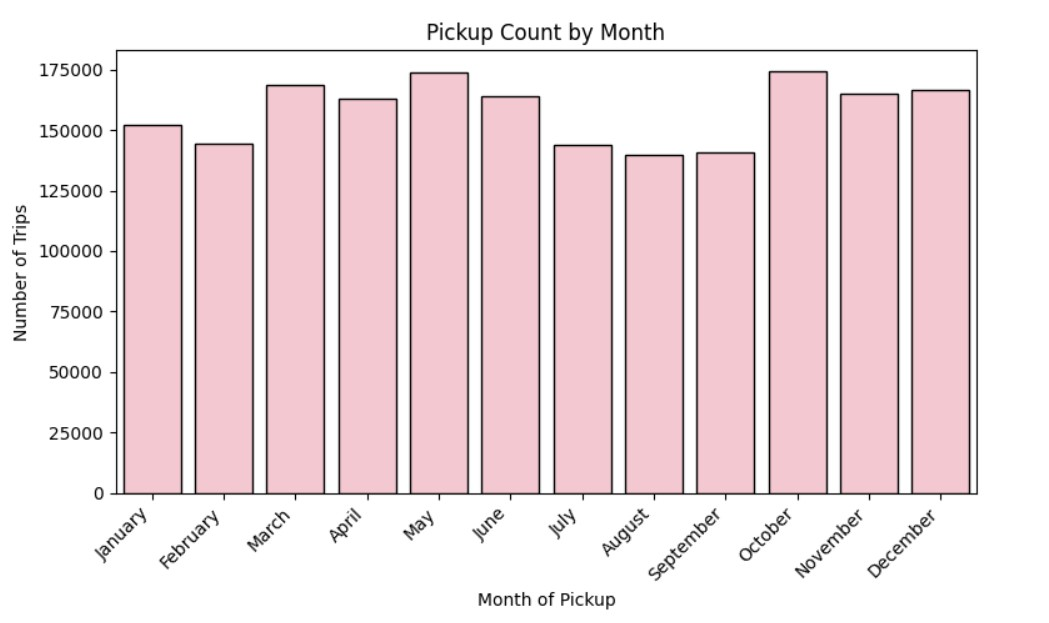 Pickup Count by Month
Number of Trips
175000
150000
125000
100000
75000
50000
25000
0
January
February
March
April
May
June
July
August
September
October
November
December
Month of Pickup